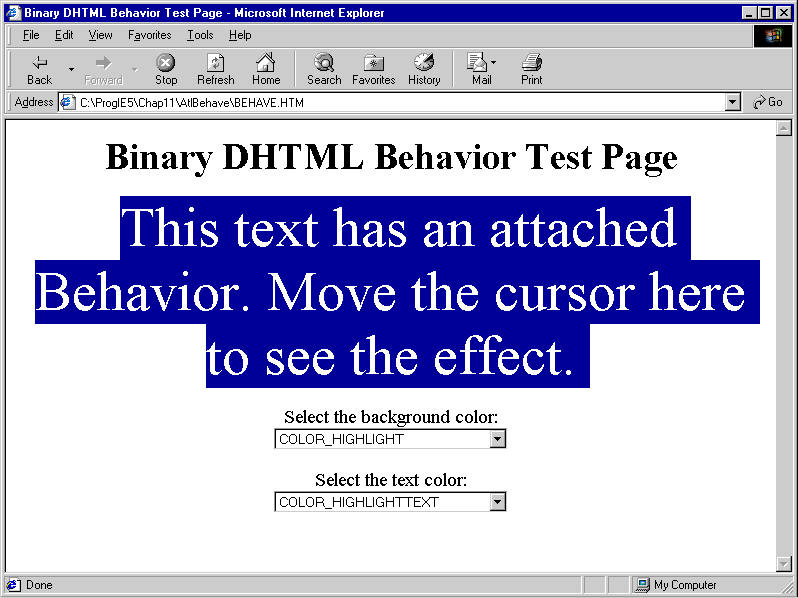 Binary DHTML Behavior Test Page - Microsoft Internet Explorer
File Edit View Favorites Tools Help
Back Forward Stop Refresh Home Search Favorites History Mail Print
Address C:\ProgIE5\Chap11\AtlBehave\BEHAVE.HTM Go
Binary DHTML Behavior Test Page
This text has an attached
Behavior. Move the cursor here
to see the effect.
Select the background color:
COLOR_HIGHLIGHT
Select the text color:
COLOR_HIGHLIGHTTEXT
Done My Computer